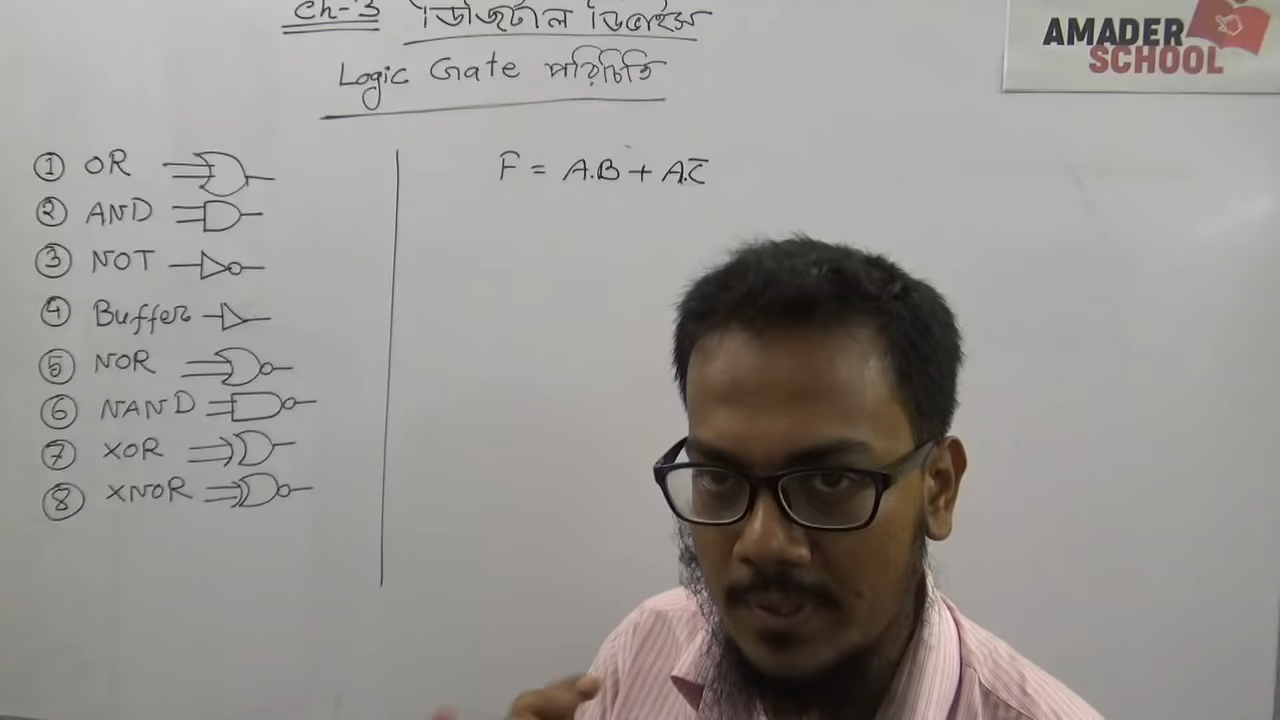 Ch-3 ডিজিটাল ডিভাইস
Logic Gate পরিচিতি
AMADER
SCHOOL
① OR
② AND
③ NOT
④ Buffer
⑤ NOR
⑥ NAND
⑦ XOR
⑧ XNOR
F = A.B + A.C̅